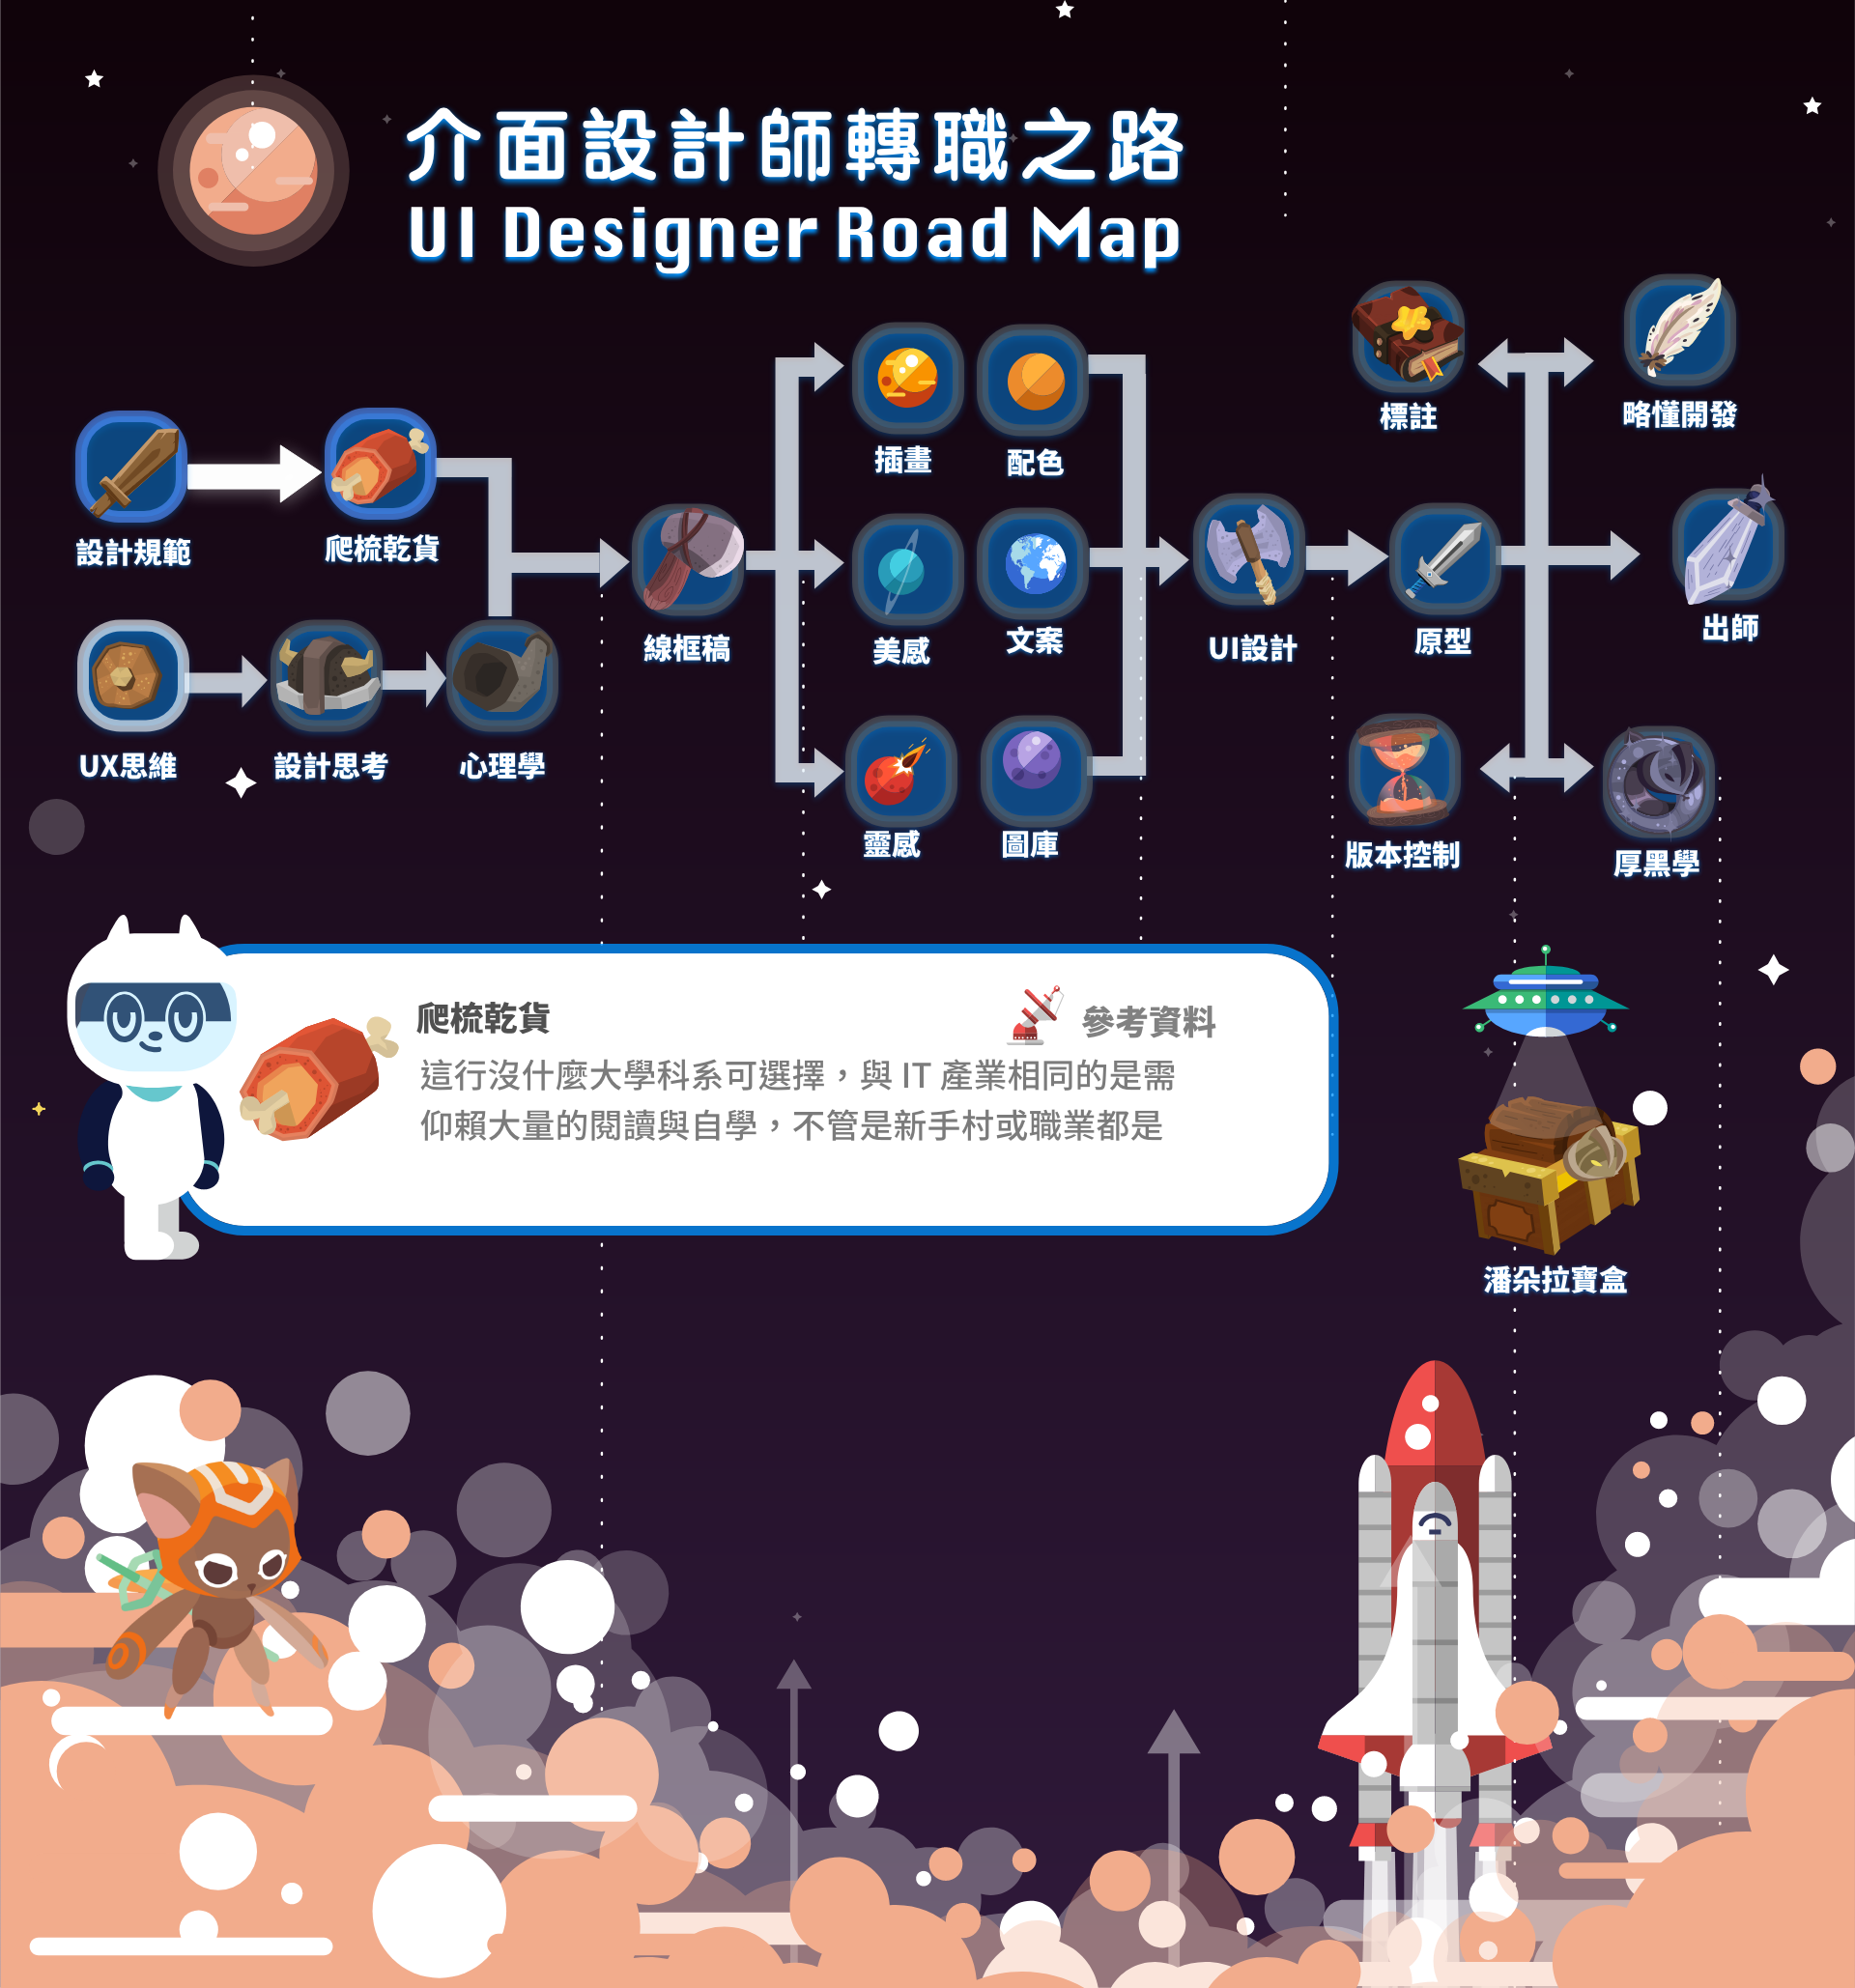 介面設計師轉職之路
UI Designer Road Map
設計規範
爬梳乾貨
UX思維
設計思考
心理學
線框稿
插畫
配色
美感
文案
靈感
圖庫
UI設計
原型
標註
略懂開發
出師
版本控制
厚黑學
爬梳乾貨
參考資料
這行沒什麼大學科系可選擇，與 IT 產業相同的是需
仰賴大量的閱讀與自學，不管是新手村或職業都是
潘朵拉寶盒